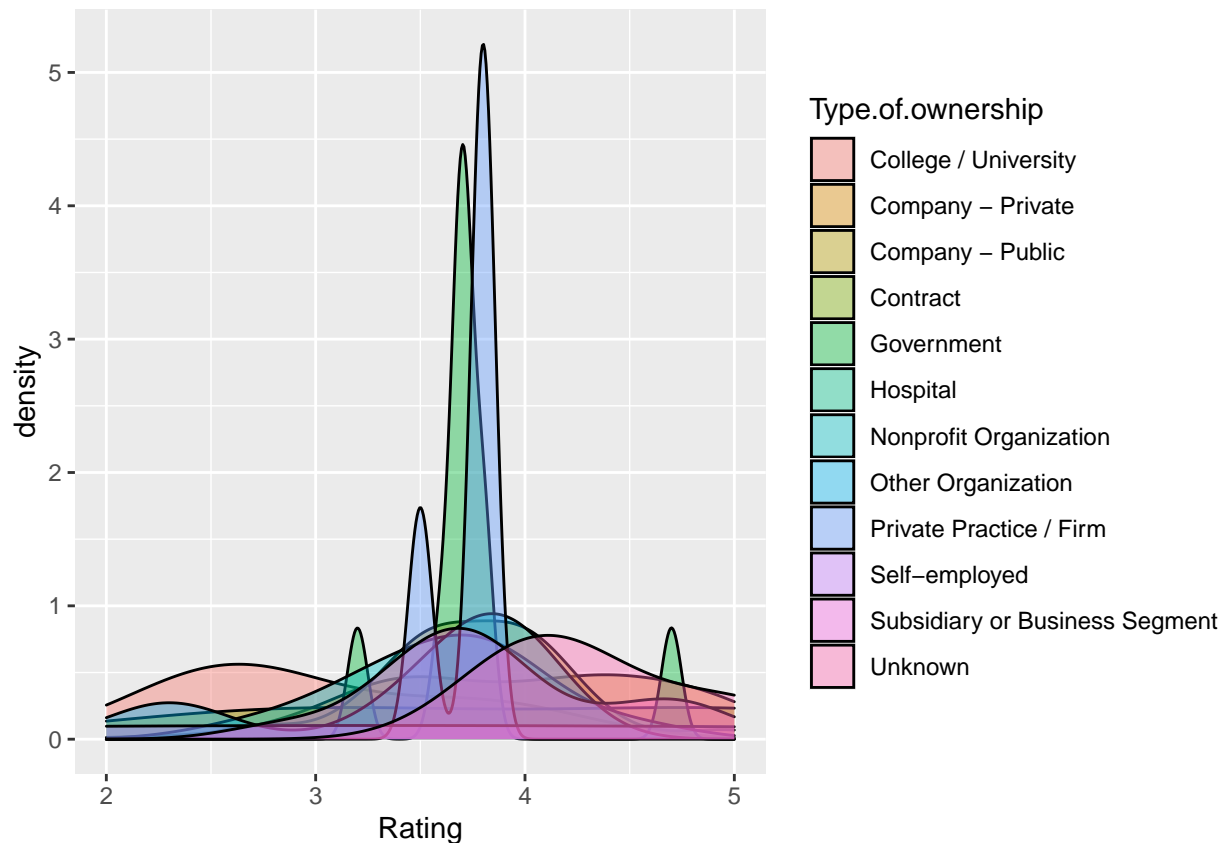 5
4
3
2
1
0
density
2
3
4
5
Rating
Type.of.ownership
College / University
Company − Private
Company − Public
Contract
Government
Hospital
Nonprofit Organization
Other Organization
Private Practice / Firm
Self−employed
Subsidiary or Business Segment
Unknown